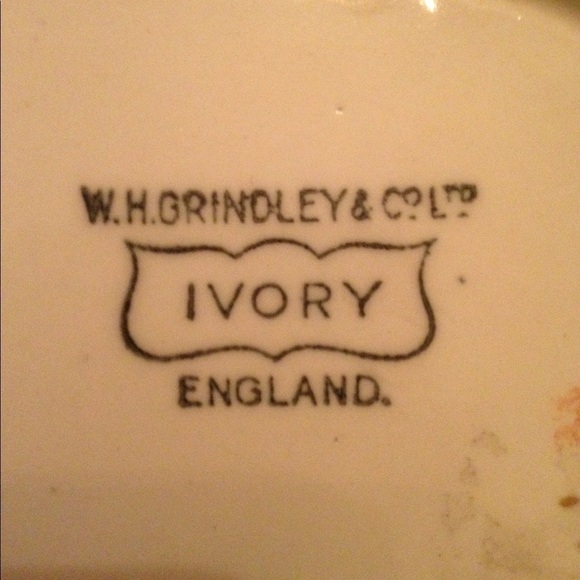 W.H.GRINDLEY & Co. LTD
IVORY
ENGLAND.